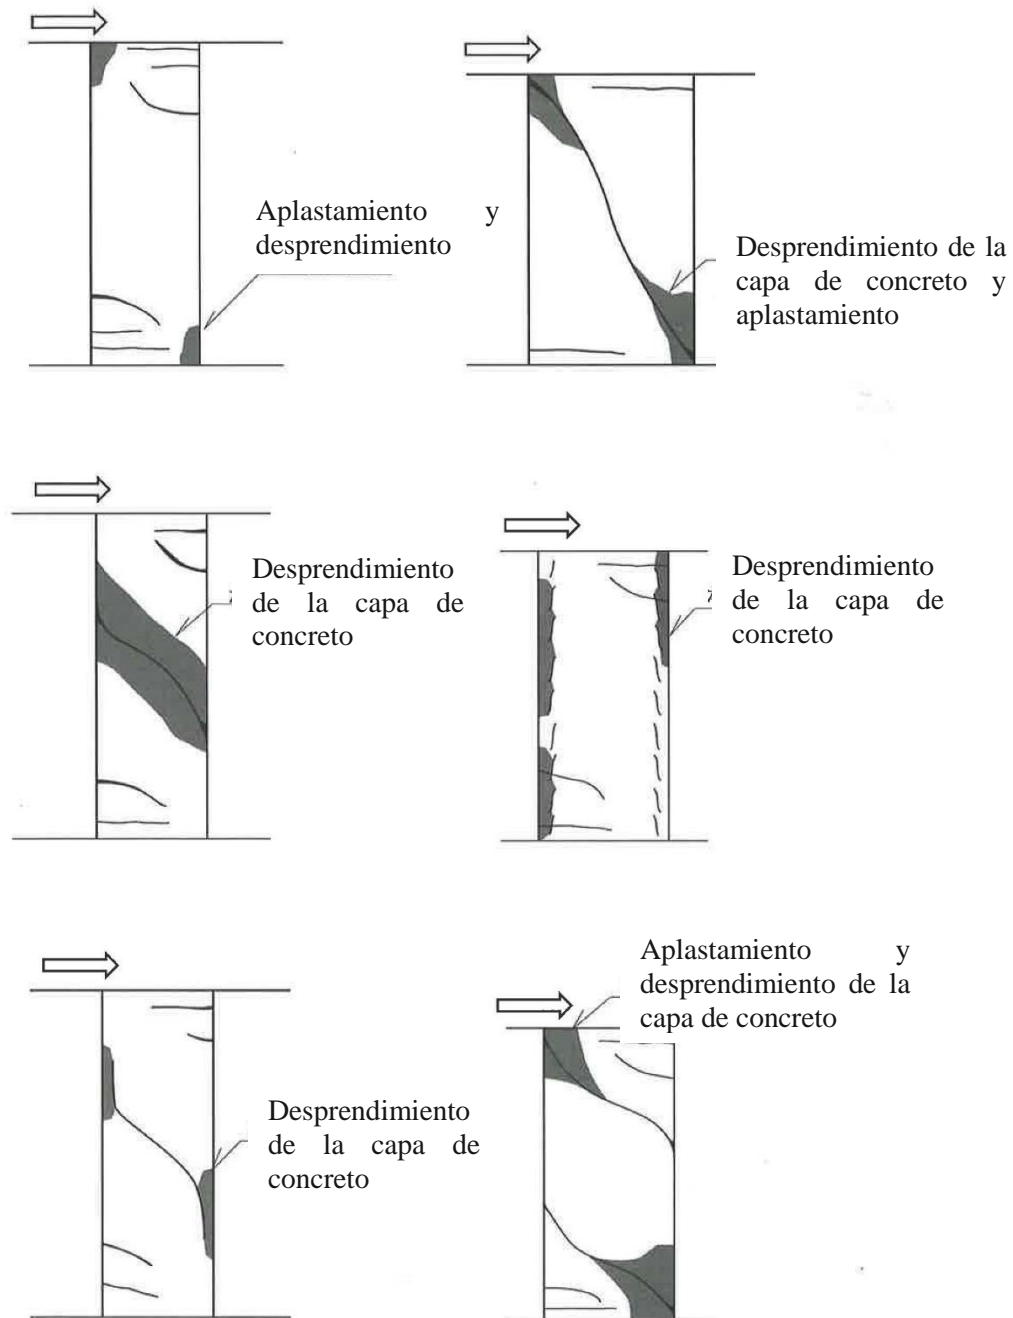 Aplastamiento y
desprendimiento
Desprendimiento de la
capa de concreto y
aplastamiento
Desprendimiento
de la capa de
concreto
Desprendimiento
de la capa de
concreto
Aplastamiento y
desprendimiento de la
capa de concreto
Desprendimiento
de la capa de
concreto